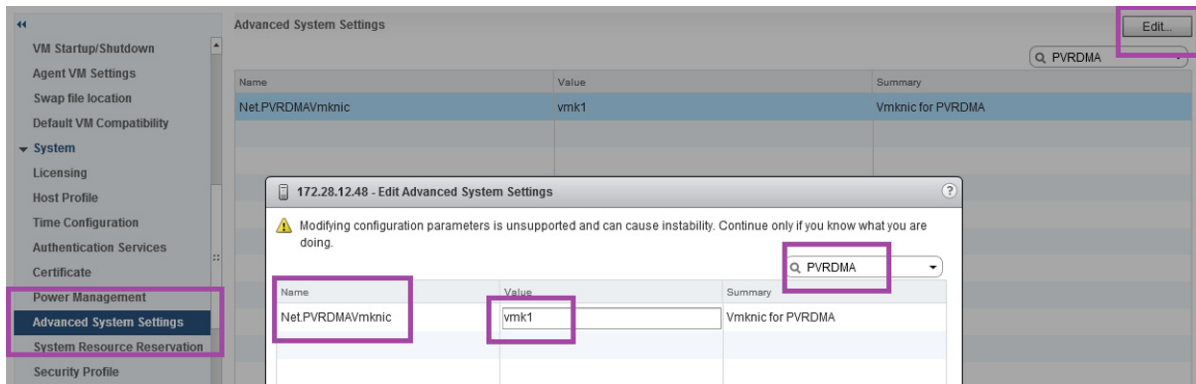 VM Startup/Shutdown
Agent VM Settings
Swap file location
Default VM Compatibility
System
Licensing
Host Profile
Time Configuration
Authentication Services
Certificate
Power Management
Advanced System Settings
System Resource Reservation
Security Profile
Advanced System Settings
Edit...
PVRDMA
Name Value Summary
Net.PVRDMAVmknic vmk1 Vmknic for PVRDMA
172.28.12.48 - Edit Advanced System Settings
?
Modifying configuration parameters is unsupported and can cause instability. Continue only if you know what you are
doing.
PVRDMA
Name Value Summary
Net.PVRDMAVmknic vmk1 Vmknic for PVRDMA